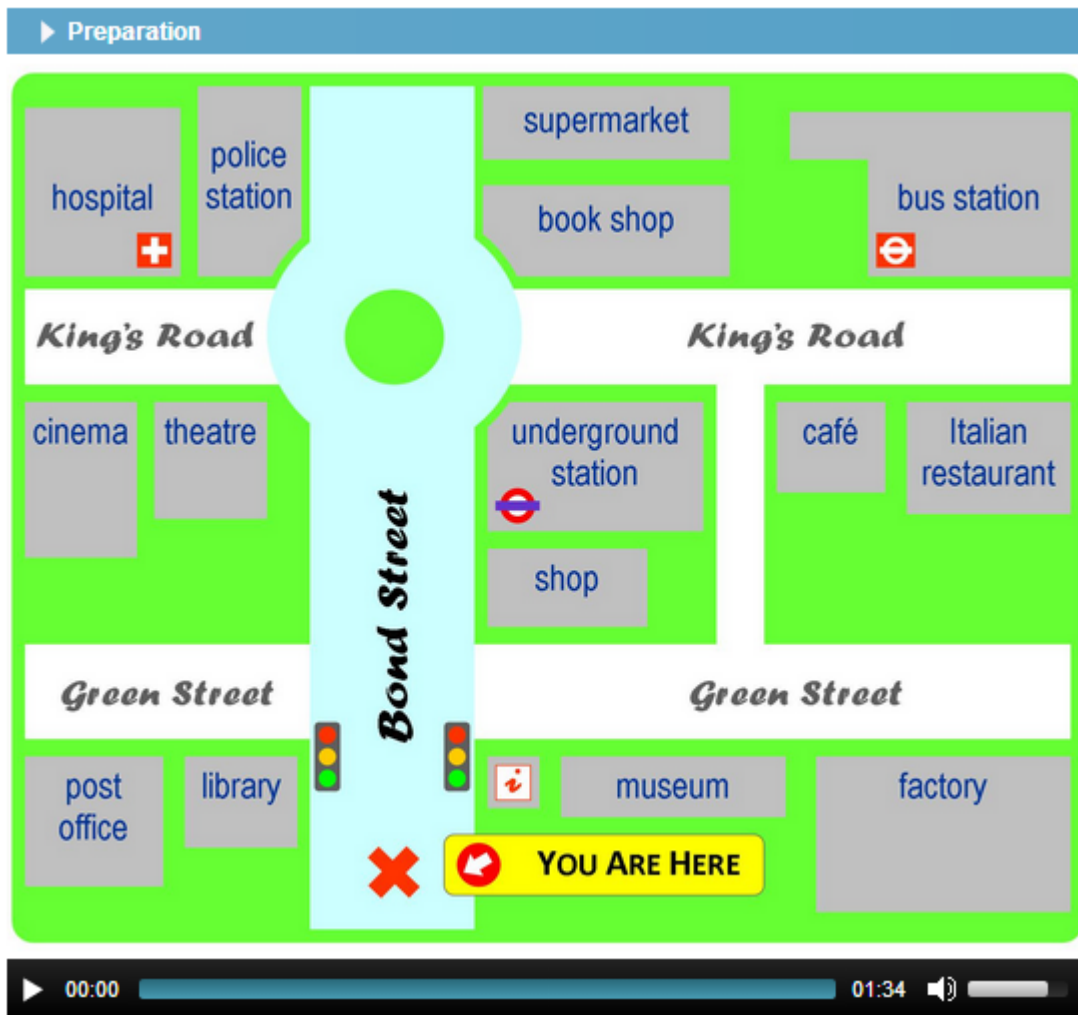 Preparation
hospital
police
station
supermarket
book shop
bus station
King's Road
King's Road
cinema
theatre
underground
station
café
Italian
restaurant
shop
Bond Street
Green Street
Green Street
post
office
library
i
museum
factory
YOU ARE HERE
00:00
01:34